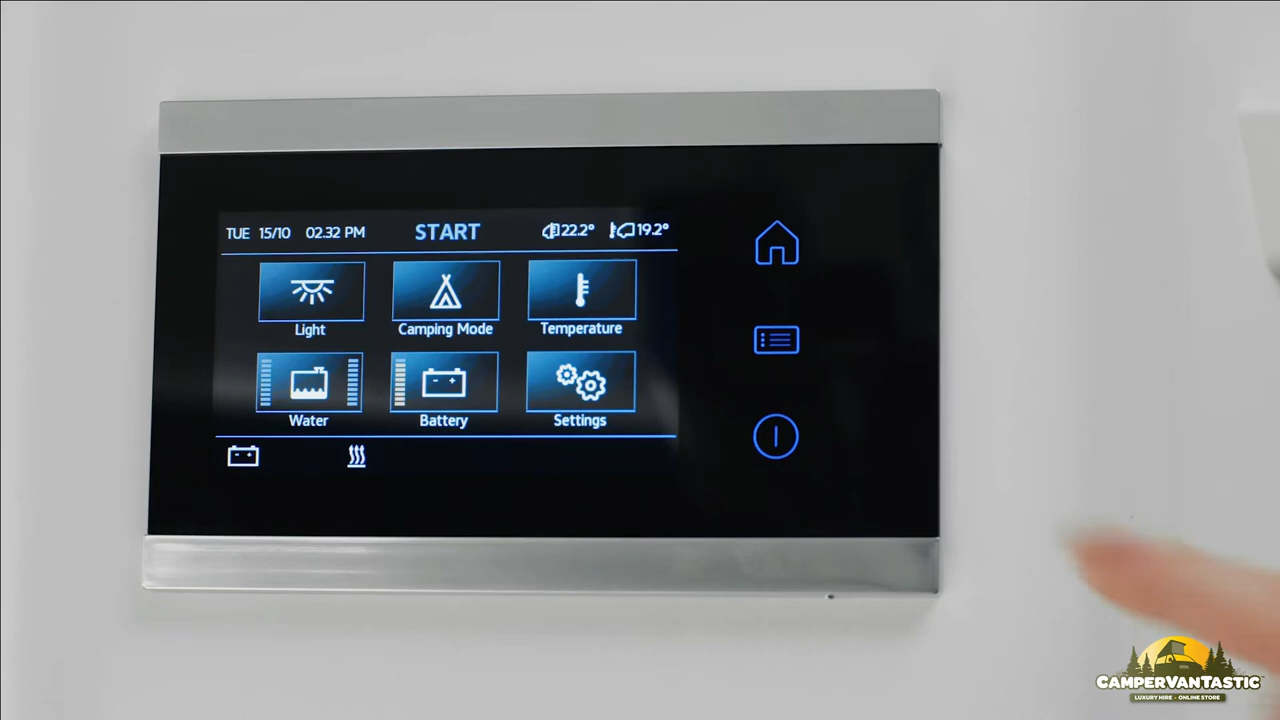 TUE 15/10 02.32 PM START 22.2° 19.2°
Light Camping Mode Temperature
Water Battery Settings
CAMPERVANTASTIC
LUXURY HIRE - ONLINE STORE